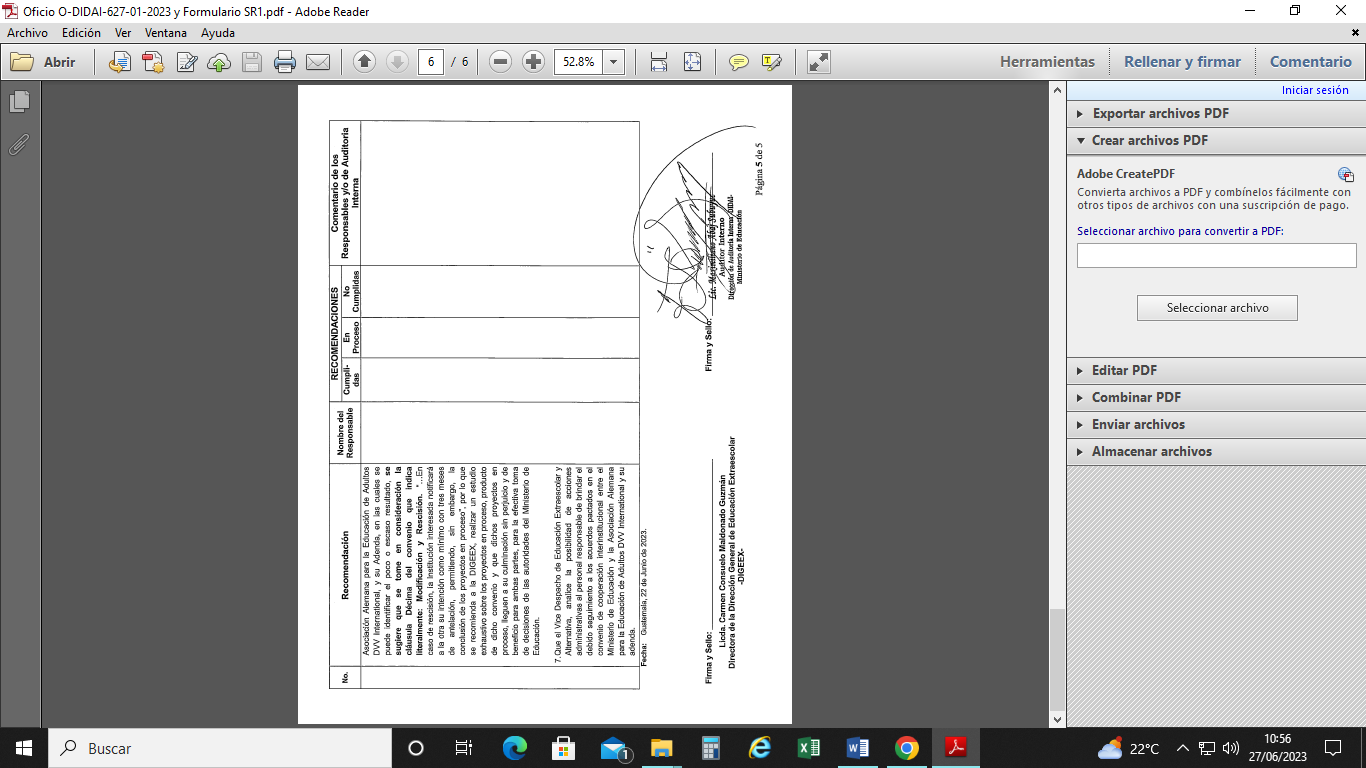 Oficio O-DIDAI-627-01-2023 y Formulario SR1.pdf - Adobe Reader
Archivo Edición Ver Ventana Ayuda
Abrir
6 / 6
52.8%
Herramientas
Rellenar y firmar
Comentario
Iniciar sesión
Exportar archivos PDF
Crear archivos PDF
Adobe CreatePDF
Convierta archivos a PDF y combínelos fácilmente con
otros tipos de archivos con una suscripción de pago.
Seleccionar archivo para convertir a PDF:
Seleccionar archivo
Editar PDF
Combinar PDF
Enviar archivos
Almacenar archivos
No.
Recomendación
Nombre del
Responsable
RECOMENDACIONES
Cumpli-
das
En
Proceso
No
Cumplidas
Comentario de los
Responsables y/o de Auditoría
Interna
Asociación Alemana para la Educación de Adultos
DVV International, y su Adenda, en las cuales se
puede identificar el poco o escaso resultado, se
sugiere que se tome en consideración la
cláusula Décima del convenio que indica
literalmente: Modificación y Rescisión. "...En
caso de rescisión, la Institución interesada notificará
a la otra su intención como mínimo con tres meses
de antelación, permitiendo, sin embargo, la
conclusión de los proyectos en proceso", por lo que
se recomienda a la DIGEEX, realizar un estudio
exhaustivo sobre los proyectos en proceso, producto
de dicho convenio y que dichos proyectos en
proceso, lleguen a su culminación sin perjuicio y de
beneficio para ambas partes, para la efectiva toma
de decisiones de las autoridades del Ministerio de
Educación.
7. Que el Vice Despacho de Educación Extraescolar y
Alternativa, analice la posibilidad de acciones
administrativas al personal responsable de brindar el
debido seguimiento a los acuerdos pactados en el
convenio de cooperación interinstitucional entre el
Ministerio de Educación y la Asociación Alemana
para la Educación de Adultos DVV International y su
adenda.
Fecha: Guatemala, 22 de Junio de 2023.
Firma y Sello:
Licda. Carmen Consuelo Maldonado Guzmán
Directora de la Dirección General de Educación Extraescolar
-DIGEEX-
Firma y Sello:
Lic.
Auditor Interno
Dirección de Auditoría Interna -DIDAI-
Ministerio de Educación
Página 5 de 5
Buscar
1
22°C
10:56
27/06/2023